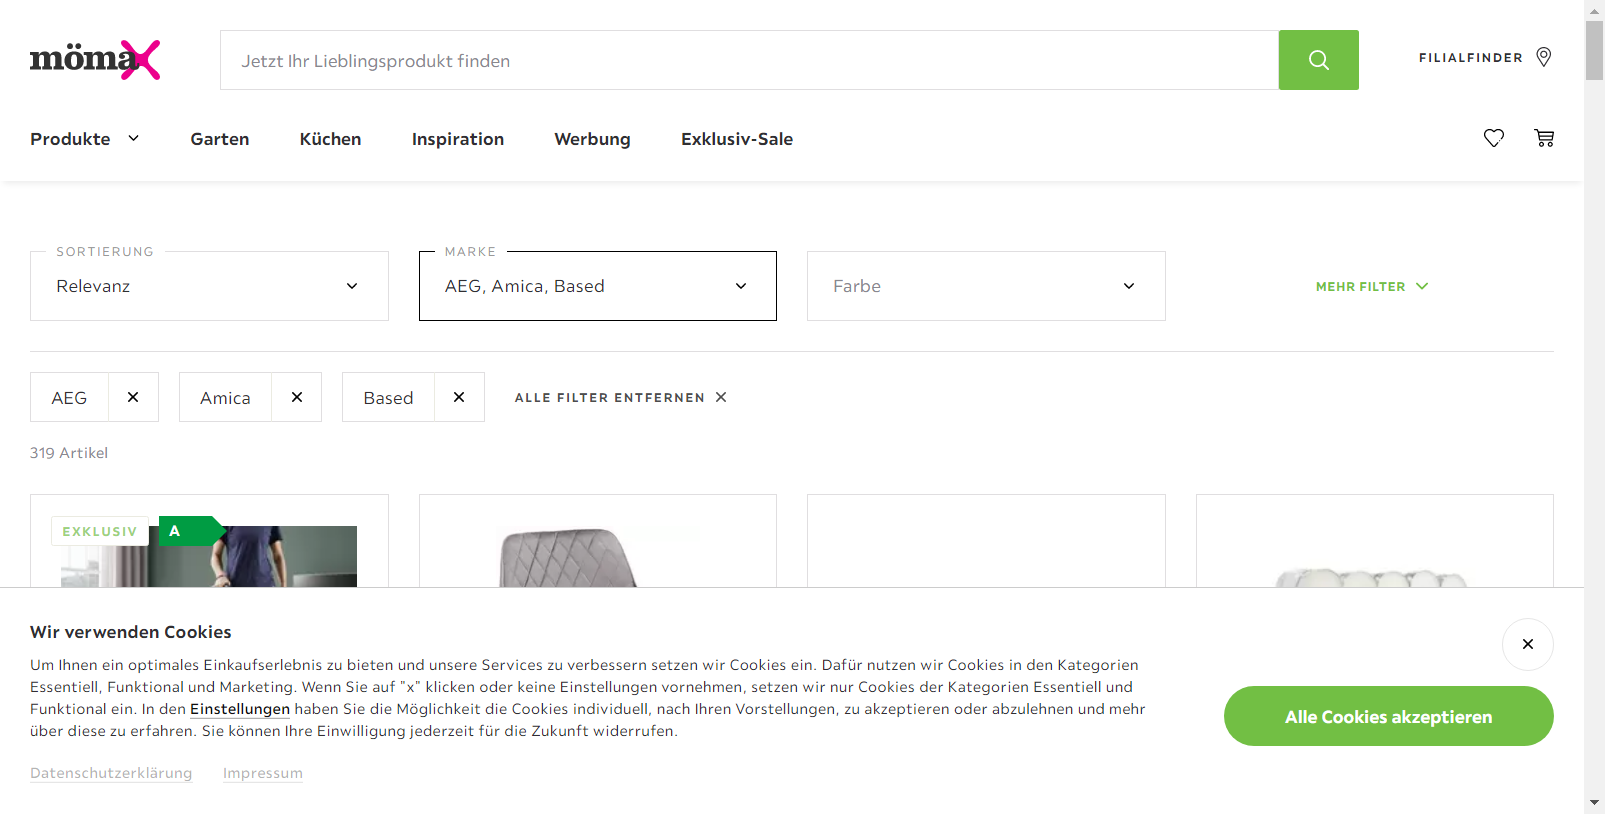 mömax
Jetzt Ihr Lieblingsprodukt finden
FILIALFINDER
Produkte
Garten
Küchen
Inspiration
Werbung
Exklusiv-Sale
SORTIERUNG
Relevanz
MARKE
AEG, Amica, Based
Farbe
MEHR FILTER
AEG
Amica
Based
ALLE FILTER ENTFERNEN
319 Artikel
EXKLUSIV
A
Wir verwenden Cookies
Um Ihnen ein optimales Einkaufserlebnis zu bieten und unsere Services zu verbessern setzen wir Cookies ein. Dafür nutzen wir Cookies in den Kategorien
Essentiell, Funktional und Marketing. Wenn Sie auf "x" klicken oder keine Einstellungen vornehmen, setzen wir nur Cookies der Kategorien Essentiell und
Funktional ein. In den Einstellungen haben Sie die Möglichkeit die Cookies individuell, nach Ihren Vorstellungen, zu akzeptieren oder abzulehnen und mehr
über diese zu erfahren. Sie können Ihre Einwilligung jederzeit für die Zukunft widerrufen.
Alle Cookies akzeptieren
Datenschutzerklärung
Impressum